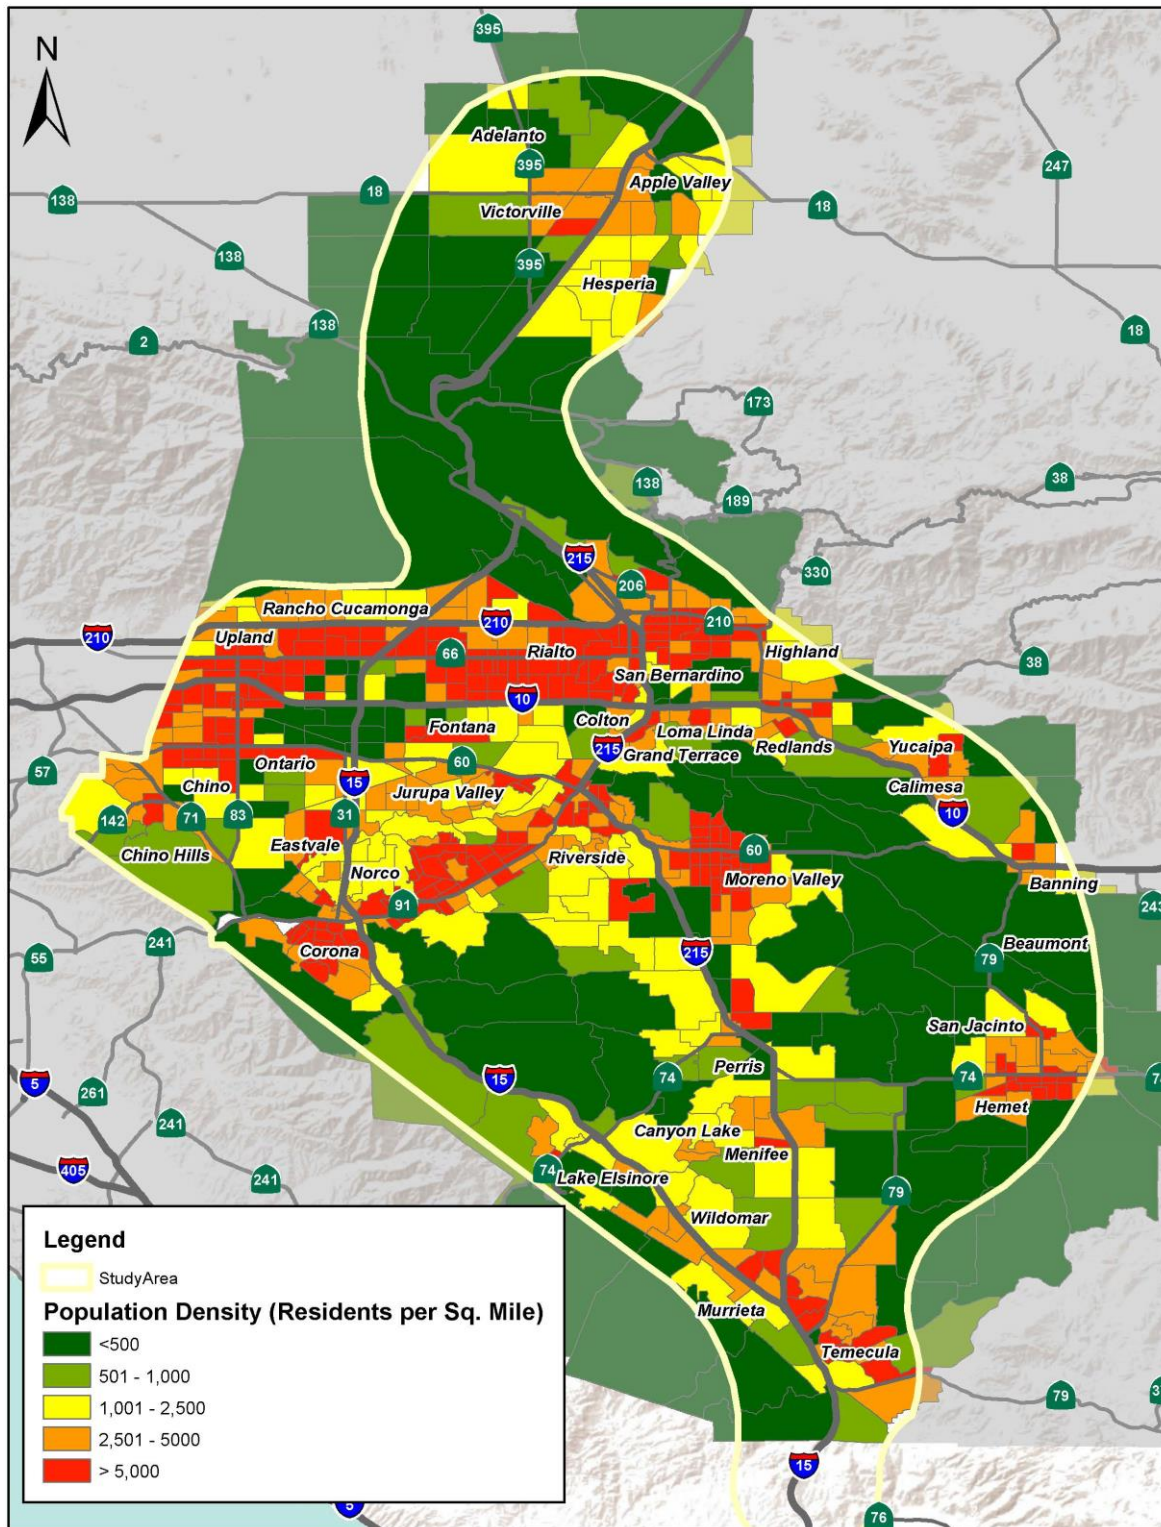 395
N
Adelanto
247
395
Apple Valley
138
18
Victorville
18
138
395
Hesperia
138
18
2
173
38
138
189
215
330
206
Rancho Cucamonga
210
210
210
Upland
66
Rialto
Highland
38
San Bernardino
10
Colton
Fontana
Loma Linda
215
Redlands
Yucaipa
Grand Terrace
57
Ontario
60
Chino
15
Jurupa Valley
Calimesa
142
71
83
31
10
Eastvale
Chino Hills
Riverside
60
Norco
Moreno Valley
Banning
91
243
241
Beaumont
55
Corona
215
79
San Jacinto
Perris
5
15
74
74
74
261
Hemet
241
Canyon Lake
Menifee
405
241
74
Lake Elsinore
79
Wildomar
Legend
StudyArea
Population Density (Residents per Sq. Mile)
Murrieta
<500
Temecula
501 - 1,000
79
1,001 - 2,500
2,501 - 5000
> 5,000
15
5
76